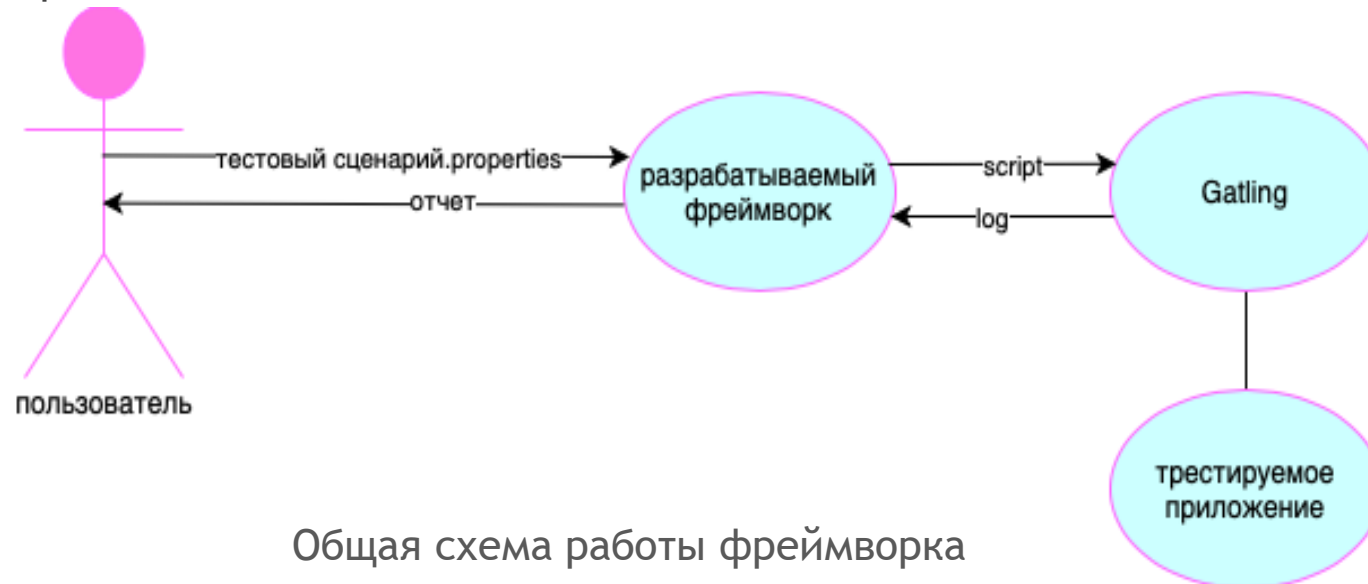 тестовый сценарий.properties
отчет
разрабатываемый
фреймворк
script
log
Gatling
пользователь
трестируемое
приложение
Общая схема работы фреймворка